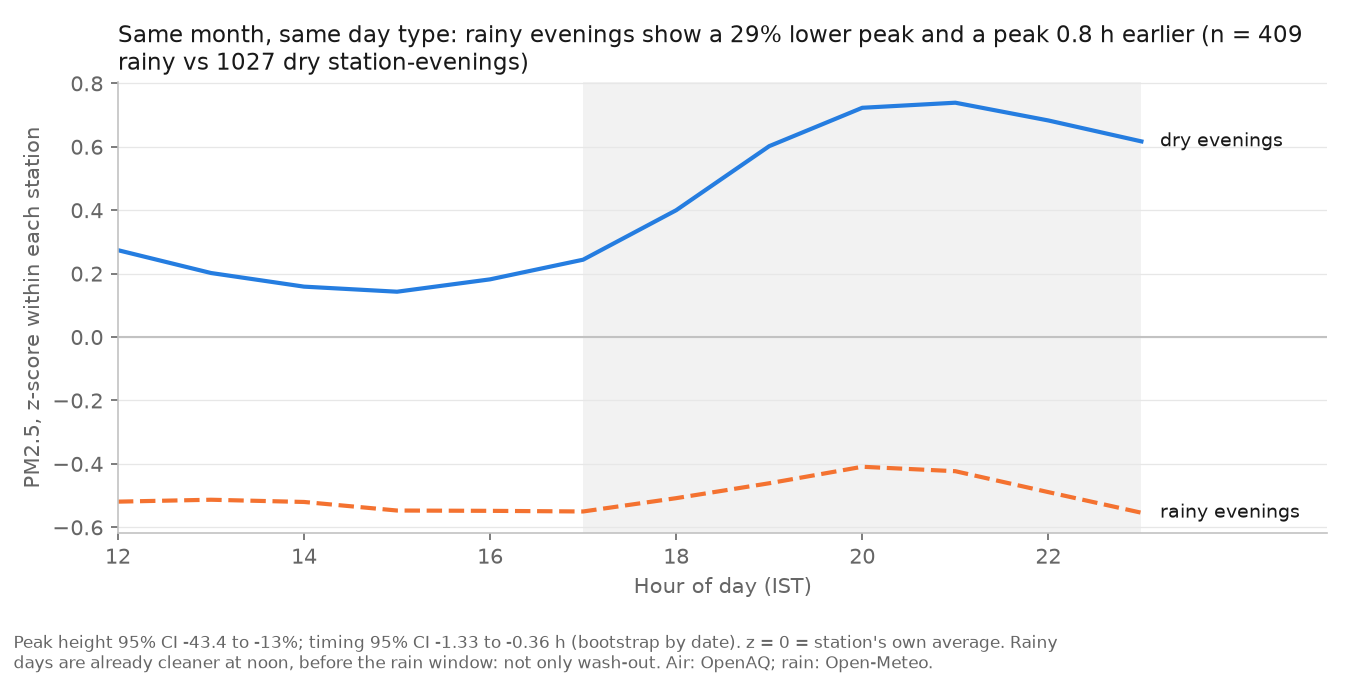 Same month, same day type: rainy evenings show a 29% lower peak and a peak 0.8 h earlier (n = 409
rainy vs 1027 dry station-evenings)
PM2.5, z-score within each station
0.8
0.6
0.4
0.2
0.0
−0.2
−0.4
−0.6
dry evenings
rainy evenings
12
14
16
18
20
22
Hour of day (IST)
Peak height 95% CI -43.4 to -13%; timing 95% CI -1.33 to -0.36 h (bootstrap by date). z = 0 = station's own average. Rainy
days are already cleaner at noon, before the rain window: not only wash-out. Air: OpenAQ; rain: Open-Meteo.